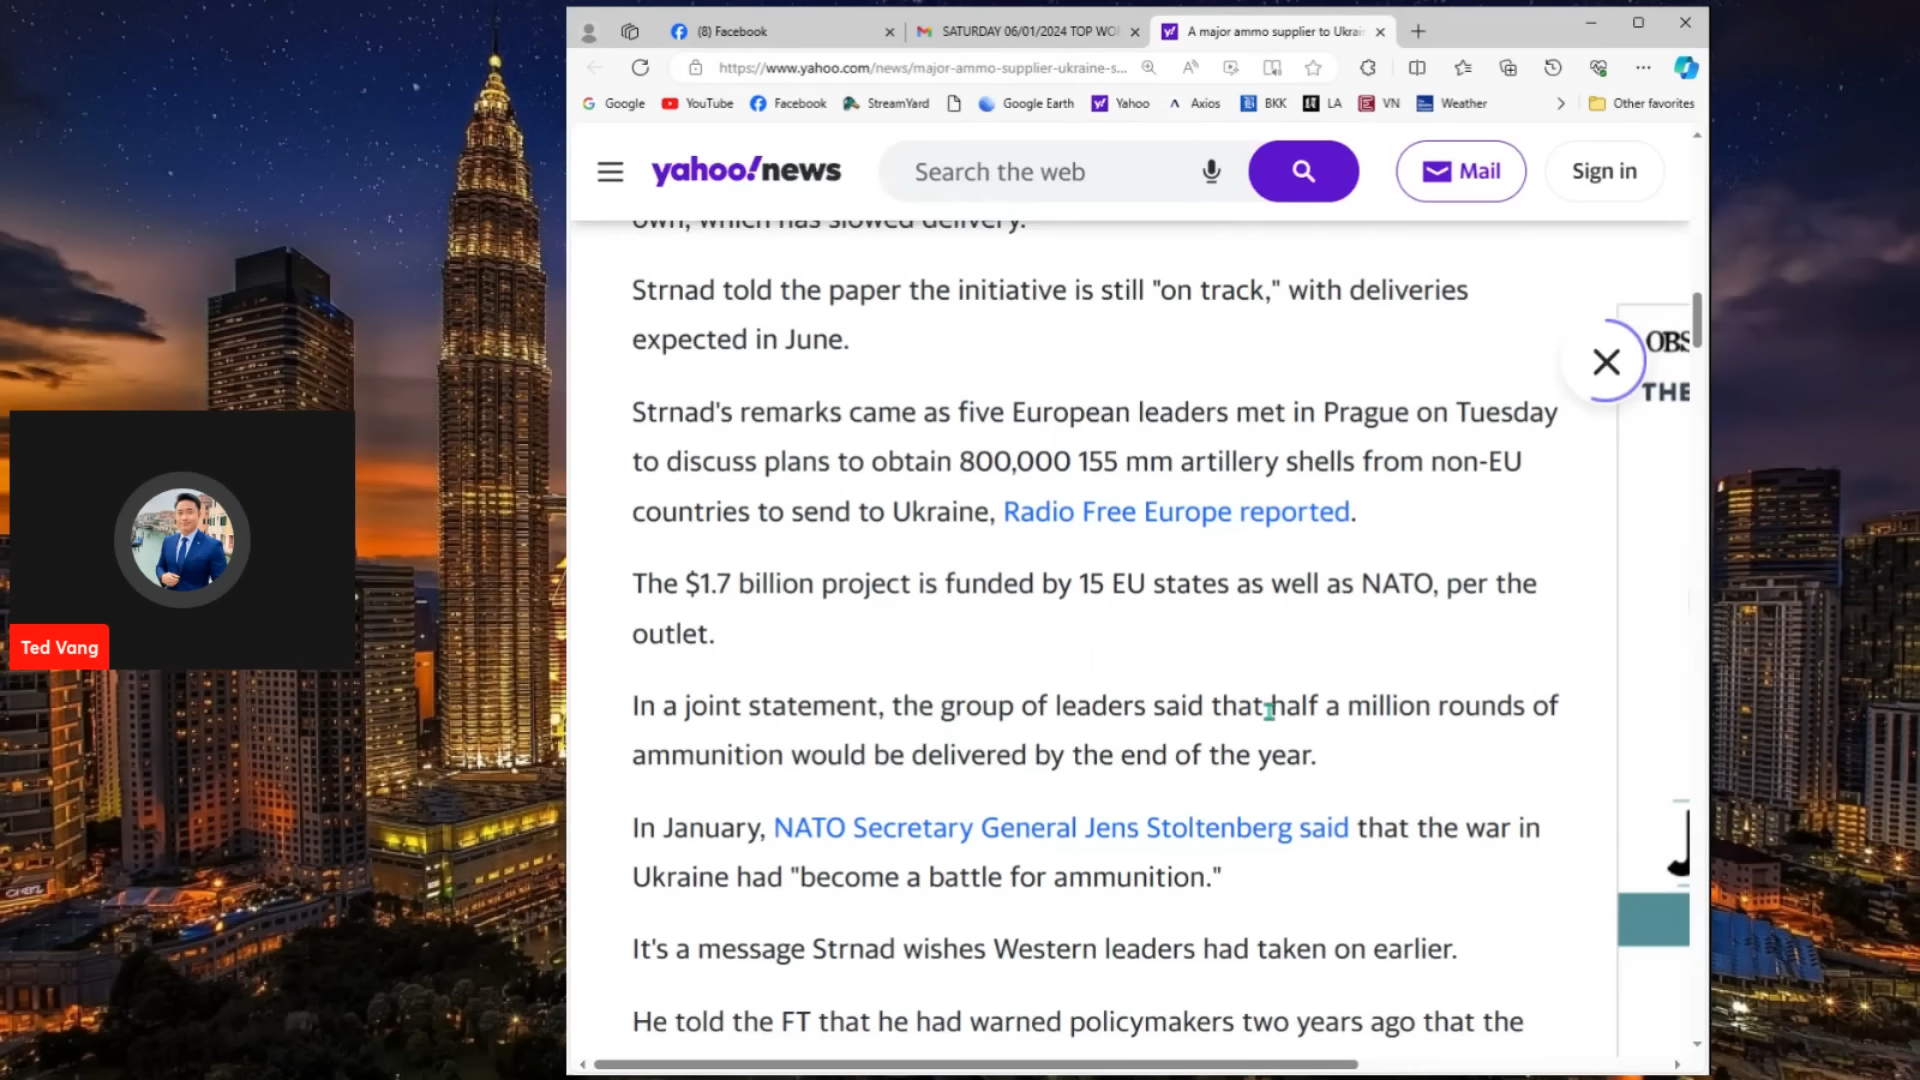 (8) Facebook
SATURDAY 06/01/2024 TOP WO
A major ammo supplier to Ukrai
https://www.yahoo.com/news/major-ammo-supplier-ukraine-s...
Google YouTube Facebook StreamYard Google Earth Yahoo Axios BKK LA VN Weather Other favorites
yahoo!news
Search the web
Mail
Sign in
own, which has slowed delivery.
Strnad told the paper the initiative is still "on track," with deliveries
expected in June.
OBS
THE
Strnad's remarks came as five European leaders met in Prague on Tuesday
to discuss plans to obtain 800,000 155 mm artillery shells from non-EU
countries to send to Ukraine, Radio Free Europe reported.
The $1.7 billion project is funded by 15 EU states as well as NATO, per the
outlet.
Ted Vang
In a joint statement, the group of leaders said that half a million rounds of
ammunition would be delivered by the end of the year.
In January, NATO Secretary General Jens Stoltenberg said that the war in
Ukraine had "become a battle for ammunition."
It's a message Strnad wishes Western leaders had taken on earlier.
He told the FT that he had warned policymakers two years ago that the